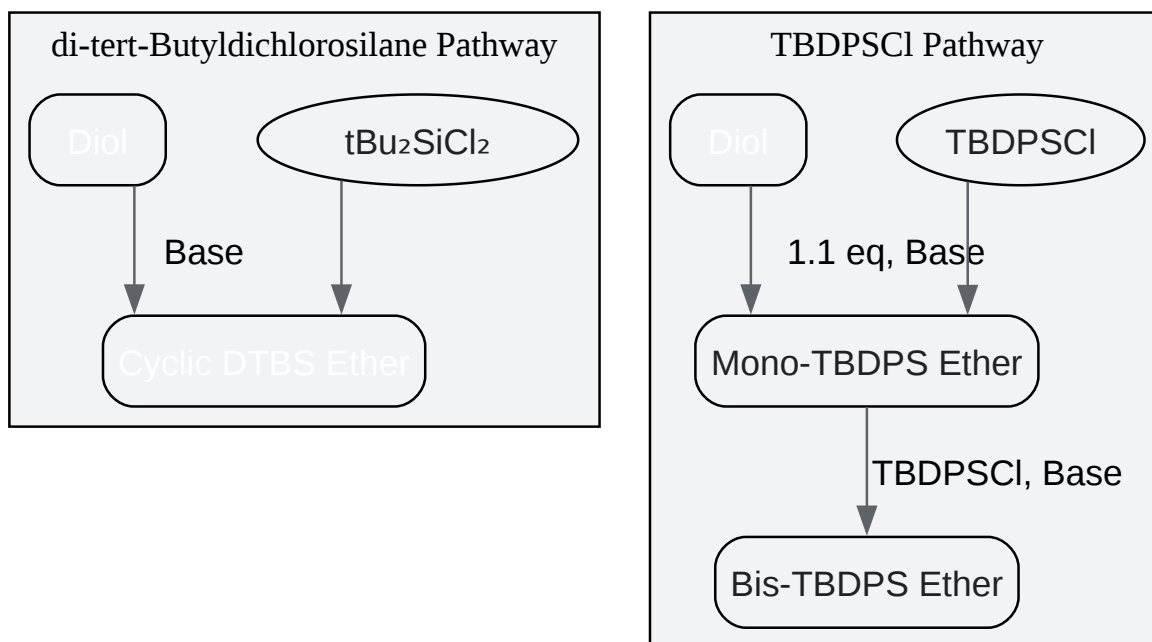 di-tert-Butyldichlorosilane Pathway
Diol
tBu₂SiCl₂
Base
Cyclic DTBS Ether
TBDPSCl Pathway
Diol
TBDPSCl
1.1 eq, Base
Mono-TBDPS Ether
TBDPSCl, Base
Bis-TBDPS Ether